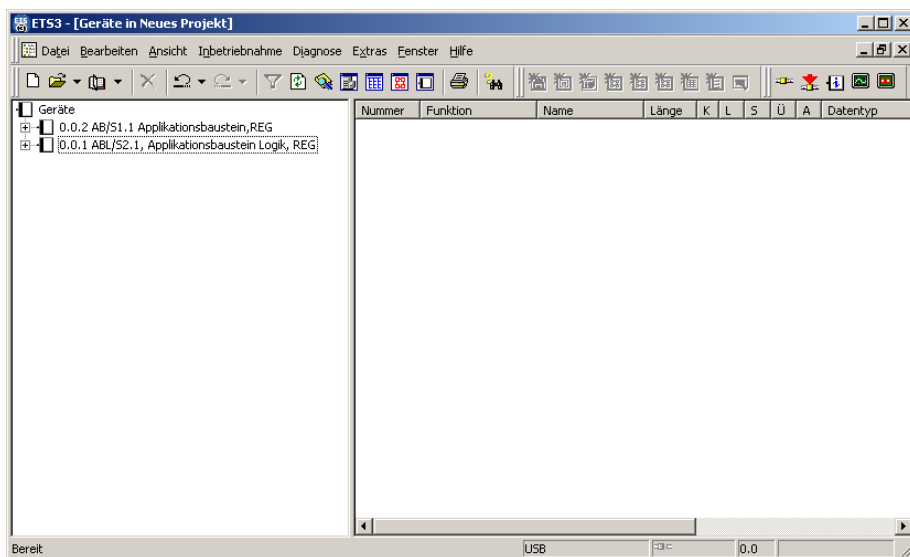 ETS3 - [Geräte in Neues Projekt]
Datei Bearbeiten Ansicht Inbetriebnahme Diagnose Extras Fenster Hilfe
Geräte
0.0.2 AB/S1.1 Applikationsbaustein,REG
0.0.1 ABL/S2.1, Applikationsbaustein Logik, REG
Nummer Funktion Name Länge K L S Ü A Datentyp
Bereit USB 0.0